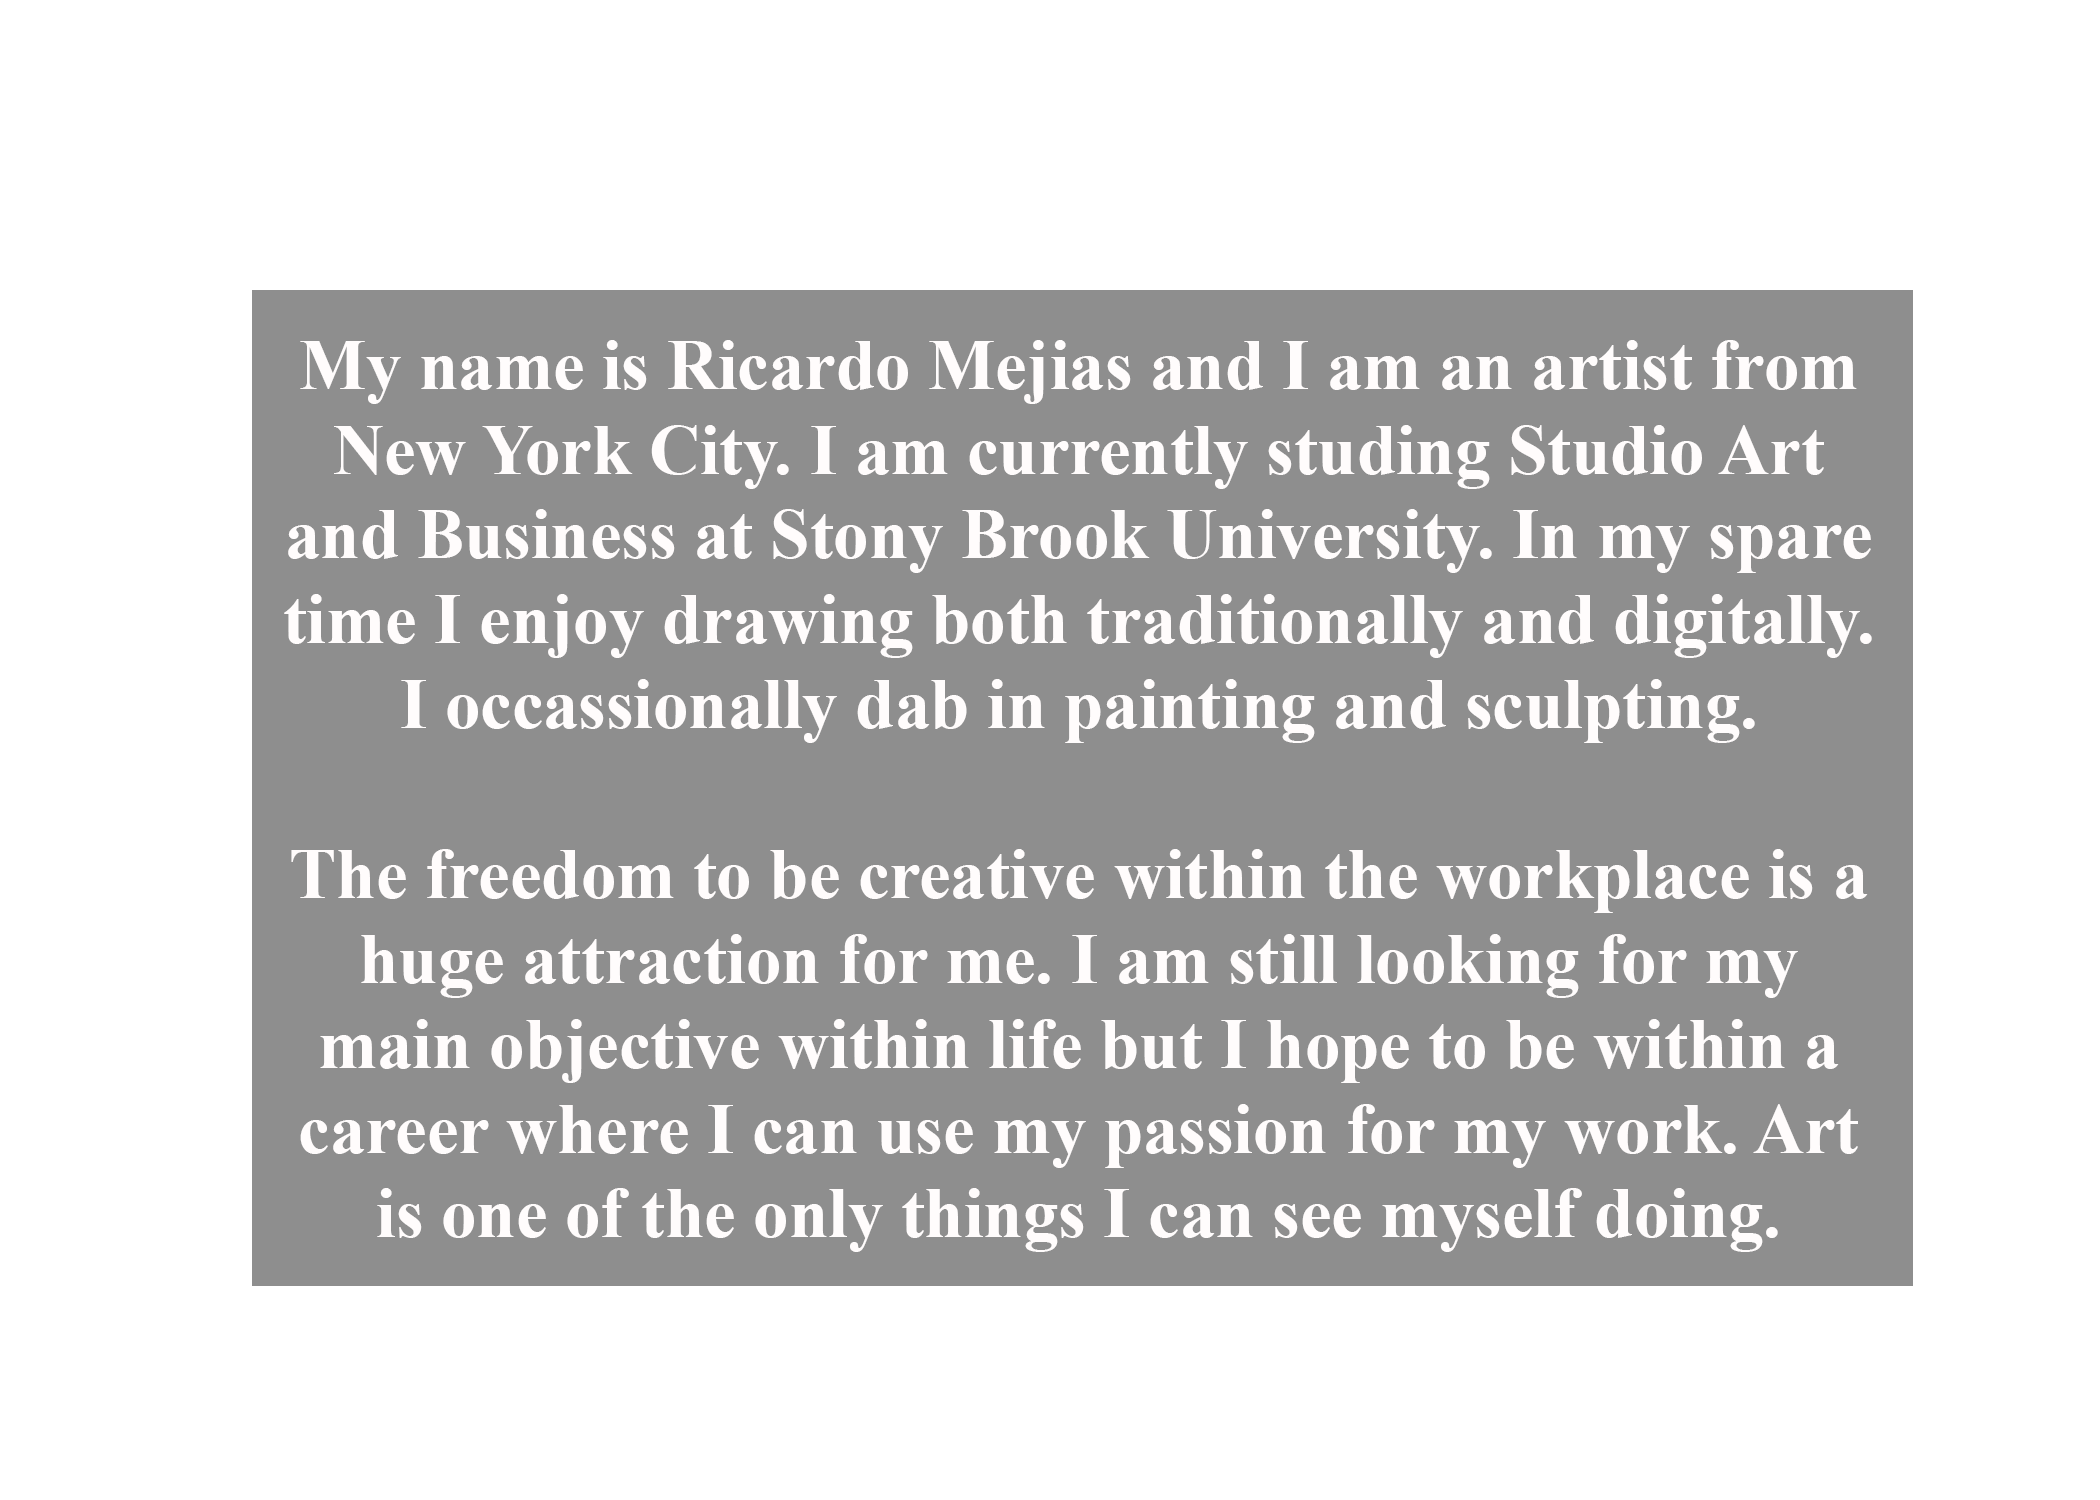 My name is Ricardo Mejias and I am an artist from
New York City. I am currently studing Studio Art
and Business at Stony Brook University. In my spare
time I enjoy drawing both traditionally and digitally.
I occassionally dab in painting and sculpting.
The freedom to be creative within the workplace is a
huge attraction for me. I am still looking for my
main objective within life but I hope to be within a
career where I can use my passion for my work. Art
is one of the only things I can see myself doing.